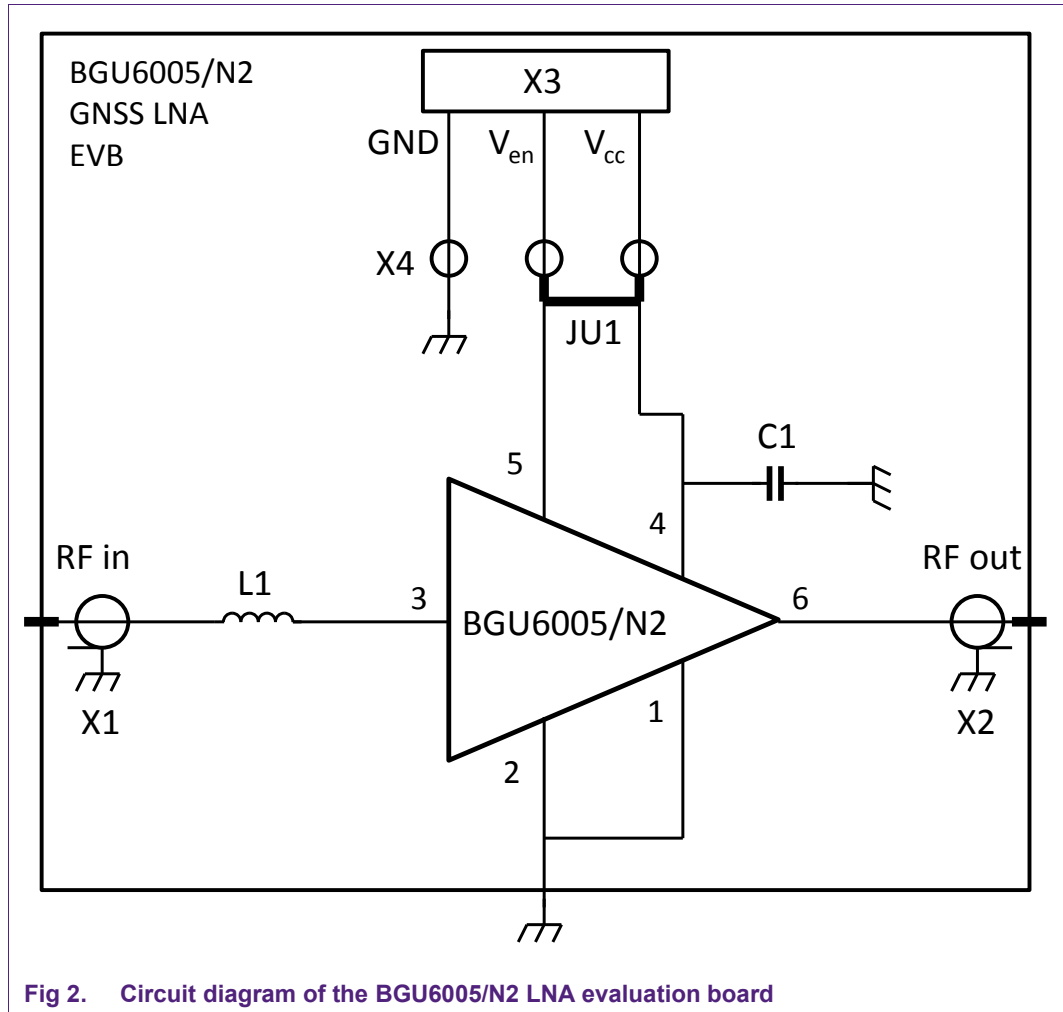 BGU6005/N2
GNSS LNA
EVB
X3
GND
Ven
Vcc
X4
JU1
C1
5
4
RF in
L1
3
BGU6005/N2
6
RF out
X1
2
1
X2
Fig 2. Circuit diagram of the BGU6005/N2 LNA evaluation board